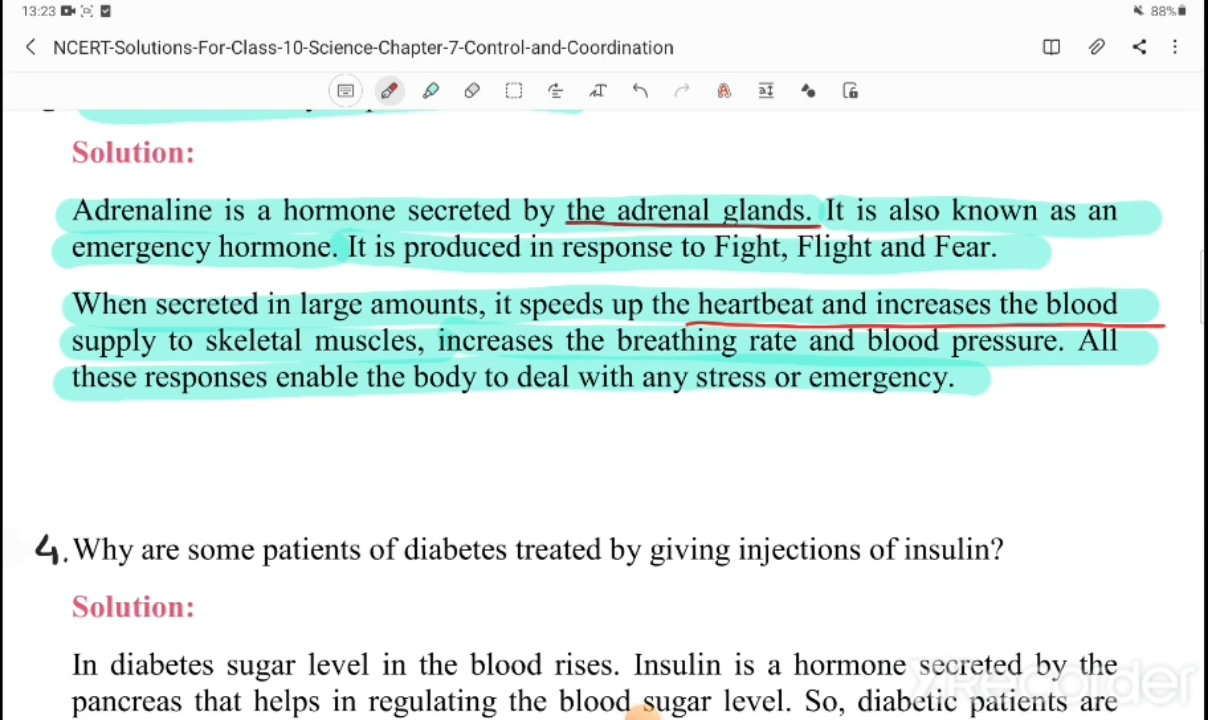 13:23 88%
NCERT-Solutions-For-Class-10-Science-Chapter-7-Control-and-Coordination
Solution:
Adrenaline is a hormone secreted by the adrenal glands. It is also known as an
emergency hormone. It is produced in response to Fight, Flight and Fear.
When secreted in large amounts, it speeds up the heartbeat and increases the blood
supply to skeletal muscles, increases the breathing rate and blood pressure. All
these responses enable the body to deal with any stress or emergency.
4. Why are some patients of diabetes treated by giving injections of insulin?
Solution:
In diabetes sugar level in the blood rises. Insulin is a hormone secreted by the
pancreas that helps in regulating the blood sugar level. So, diabetic patients are
XRecorder